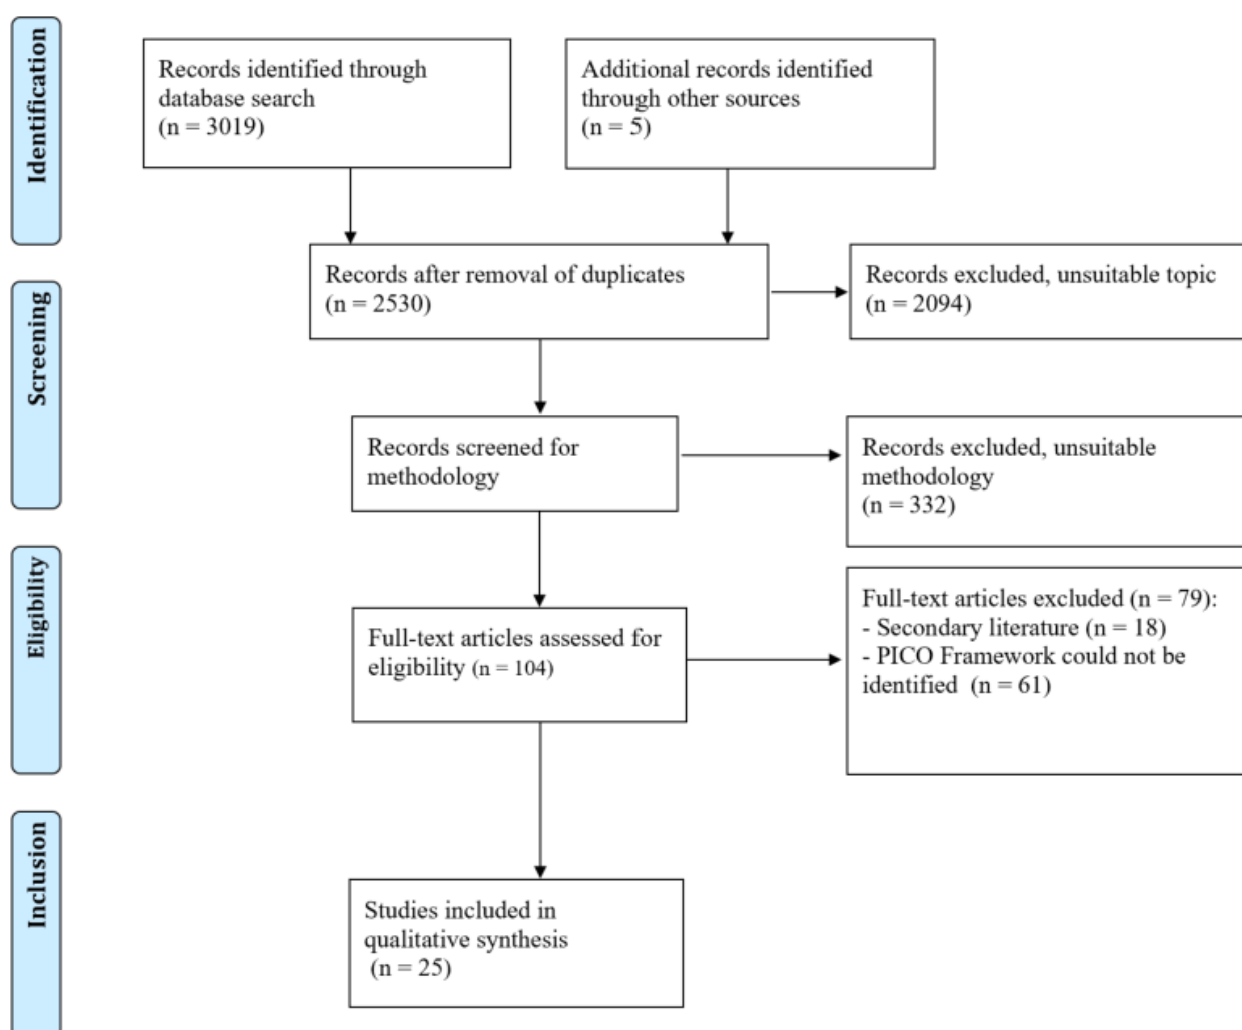 Identification
Records identified through
database search
(n = 3019)
Additional records identified
through other sources
(n = 5)
Screening
Records after removal of duplicates
(n = 2530)
Records excluded, unsuitable topic
(n = 2094)
Records screened for
methodology
Records excluded, unsuitable
methodology
(n = 332)
Eligibility
Full-text articles assessed for
eligibility (n = 104)
Full-text articles excluded (n = 79):
- Secondary literature (n = 18)
- PICO Framework could not be
identified (n = 61)
Inclusion
Studies included in
qualitative synthesis
(n = 25)